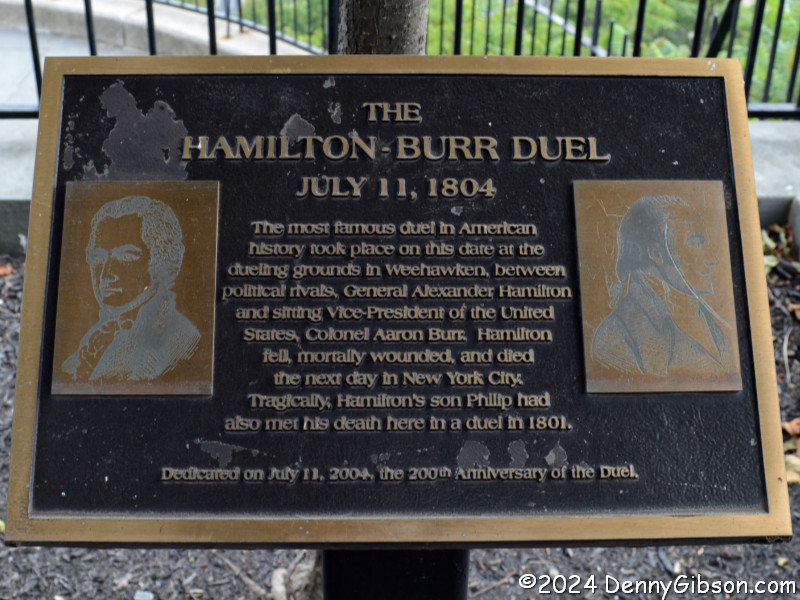 THE
HAMILTON-BURR DUEL
JULY 11, 1804
The most famous duel in American
history took place on this date at the
dueling grounds in Weehawken, between
political rivals, General Alexander Hamilton
and sitting Vice-President of the United
States, Colonel Aaron Burr. Hamilton
fell, mortally wounded, and died
the next day in New York City.
Tragically, Hamilton's son Philip had
also met his death here in a duel in 1801.
Dedicated on July 11, 2004, the 200th Anniversary of the Duel.
©2024 DennyGibson.com